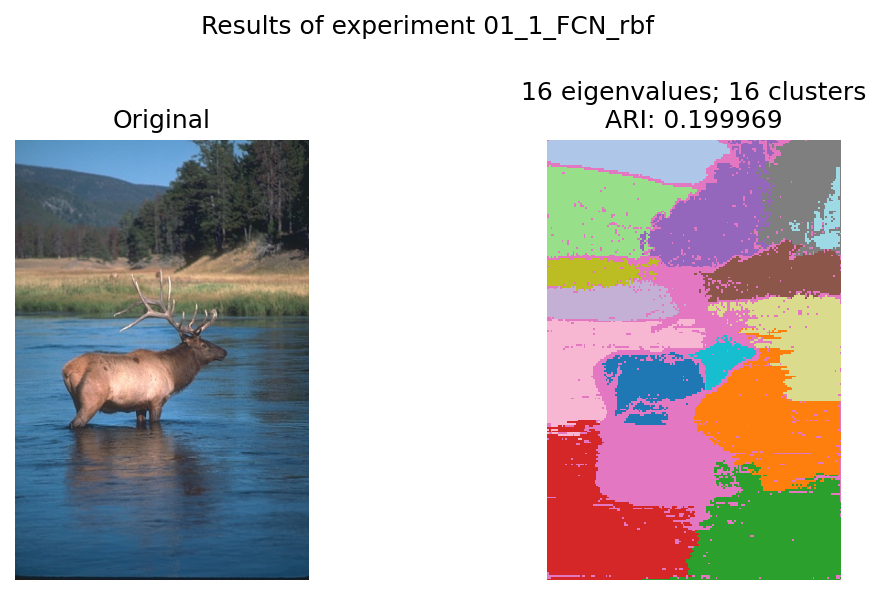 Results of experiment 01_1_FCN_rbf
Original
16 eigenvalues; 16 clusters
ARI: 0.199969